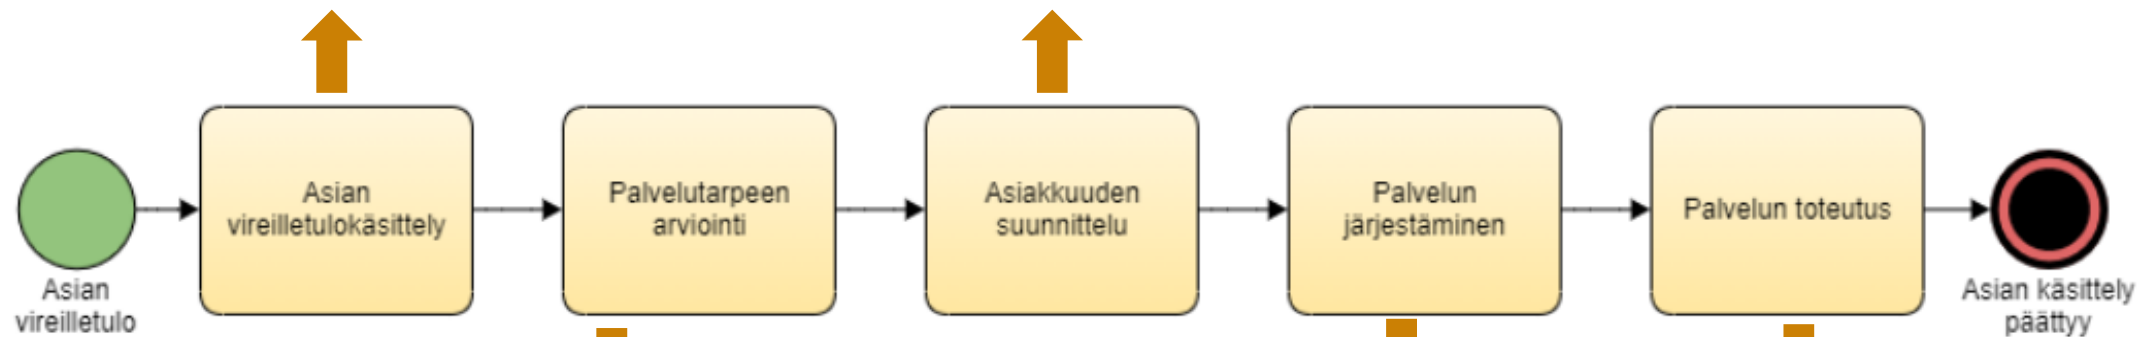 Asian
vireilletulo
Asian
vireilletulokäsittely
Palvelutarpeen
arviointi
Asiakkuuden
suunnittelu
Palvelun
järjestäminen
Palvelun toteutus
Asian käsittely
päättyy